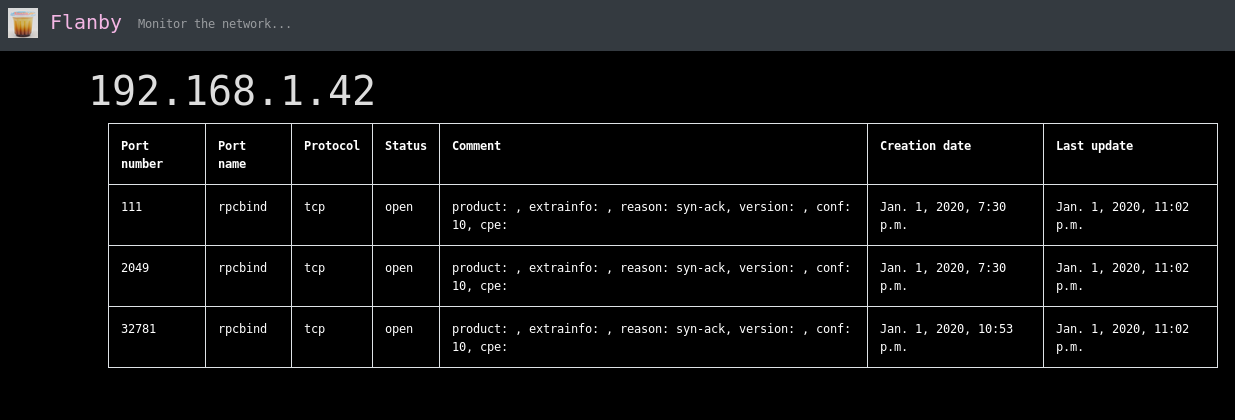 Flanby Monitor the network...
192.168.1.42
Port number Port name Protocol Status Comment Creation date Last update
111 rpcbind tcp open product: , extrainfo: , reason: syn-ack, version: , conf: 10, cpe: Jan. 1, 2020, 7:30 p.m. Jan. 1, 2020, 11:02 p.m.
2049 rpcbind tcp open product: , extrainfo: , reason: syn-ack, version: , conf: 10, cpe: Jan. 1, 2020, 7:30 p.m. Jan. 1, 2020, 11:02 p.m.
32781 rpcbind tcp open product: , extrainfo: , reason: syn-ack, version: , conf: 10, cpe: Jan. 1, 2020, 10:53 p.m. Jan. 1, 2020, 11:02 p.m.